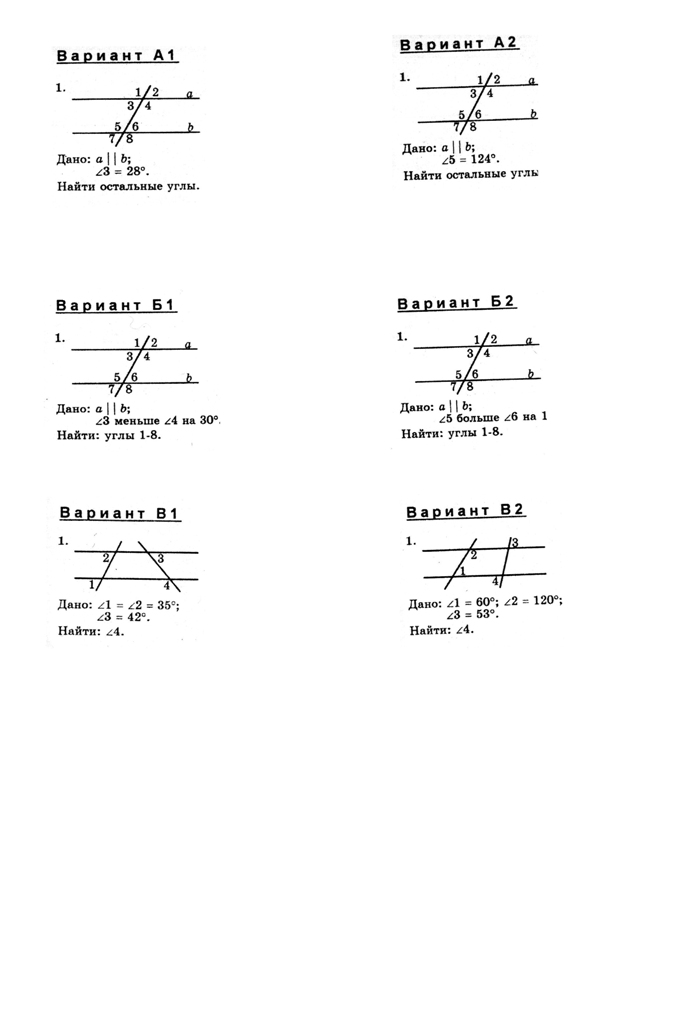 Вариант А1
1.
1 2 a
3 4
5 6 b
7 8
Дано: a || b;
∠3 = 28°.
Найти остальные углы.
Вариант А2
1.
1 2 a
3 4
5 6 b
7 8
Дано: a || b;
∠5 = 124°.
Найти остальные углы
Вариант Б1
1.
1 2 a
3 4
5 6 b
7 8
Дано: a || b;
∠3 меньше ∠4 на 30°.
Найти: углы 1-8.
Вариант Б2
1.
1 2 a
3 4
5 6 b
7 8
Дано: a || b;
∠5 больше ∠6 на 1
Найти: углы 1-8.
Вариант В1
1.
2 3
1 4
Дано: ∠1 = ∠2 = 35°;
∠3 = 42°.
Найти: ∠4.
Вариант В2
1.
3
2
1
4
Дано: ∠1 = 60°; ∠2 = 120°;
∠3 = 53°.
Найти: ∠4.